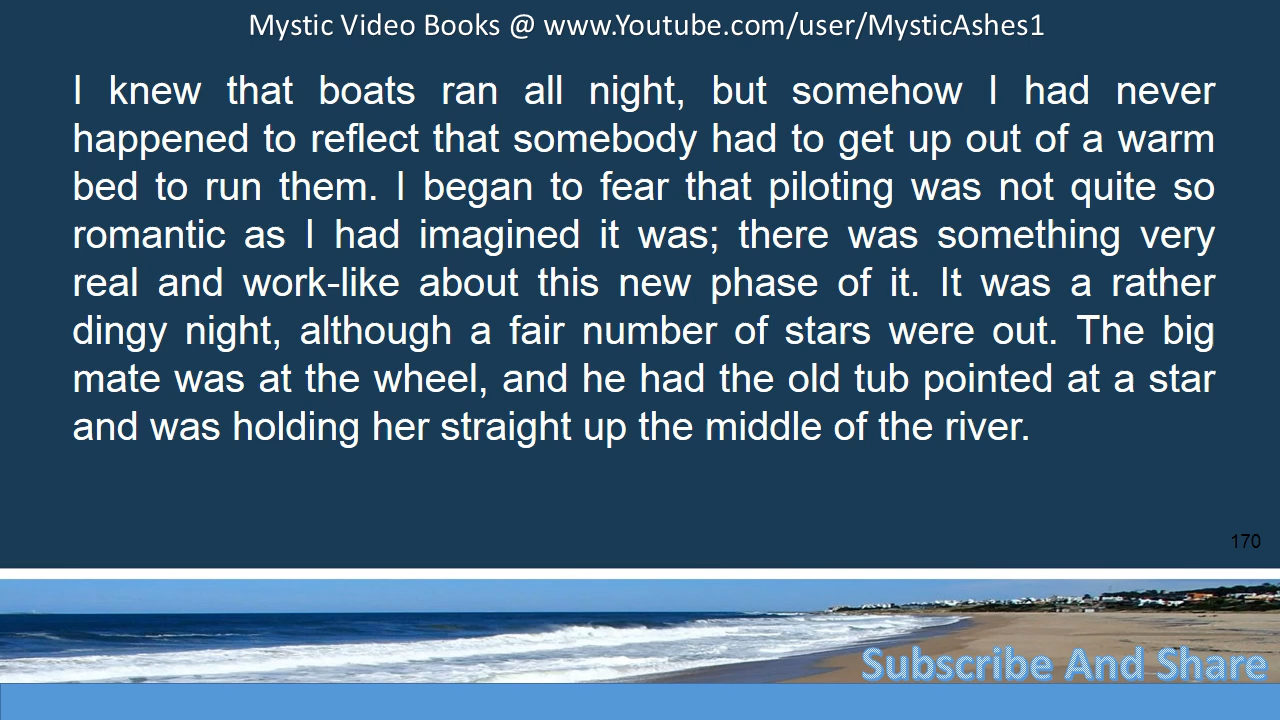 Mystic Video Books @ www.Youtube.com/user/MysticAshes1
I knew that boats ran all night, but somehow I had never
happened to reflect that somebody had to get up out of a warm
bed to run them. I began to fear that piloting was not quite so
romantic as I had imagined it was; there was something very
real and work-like about this new phase of it. It was a rather
dingy night, although a fair number of stars were out. The big
mate was at the wheel, and he had the old tub pointed at a star
and was holding her straight up the middle of the river.
170
Subscribe And Share